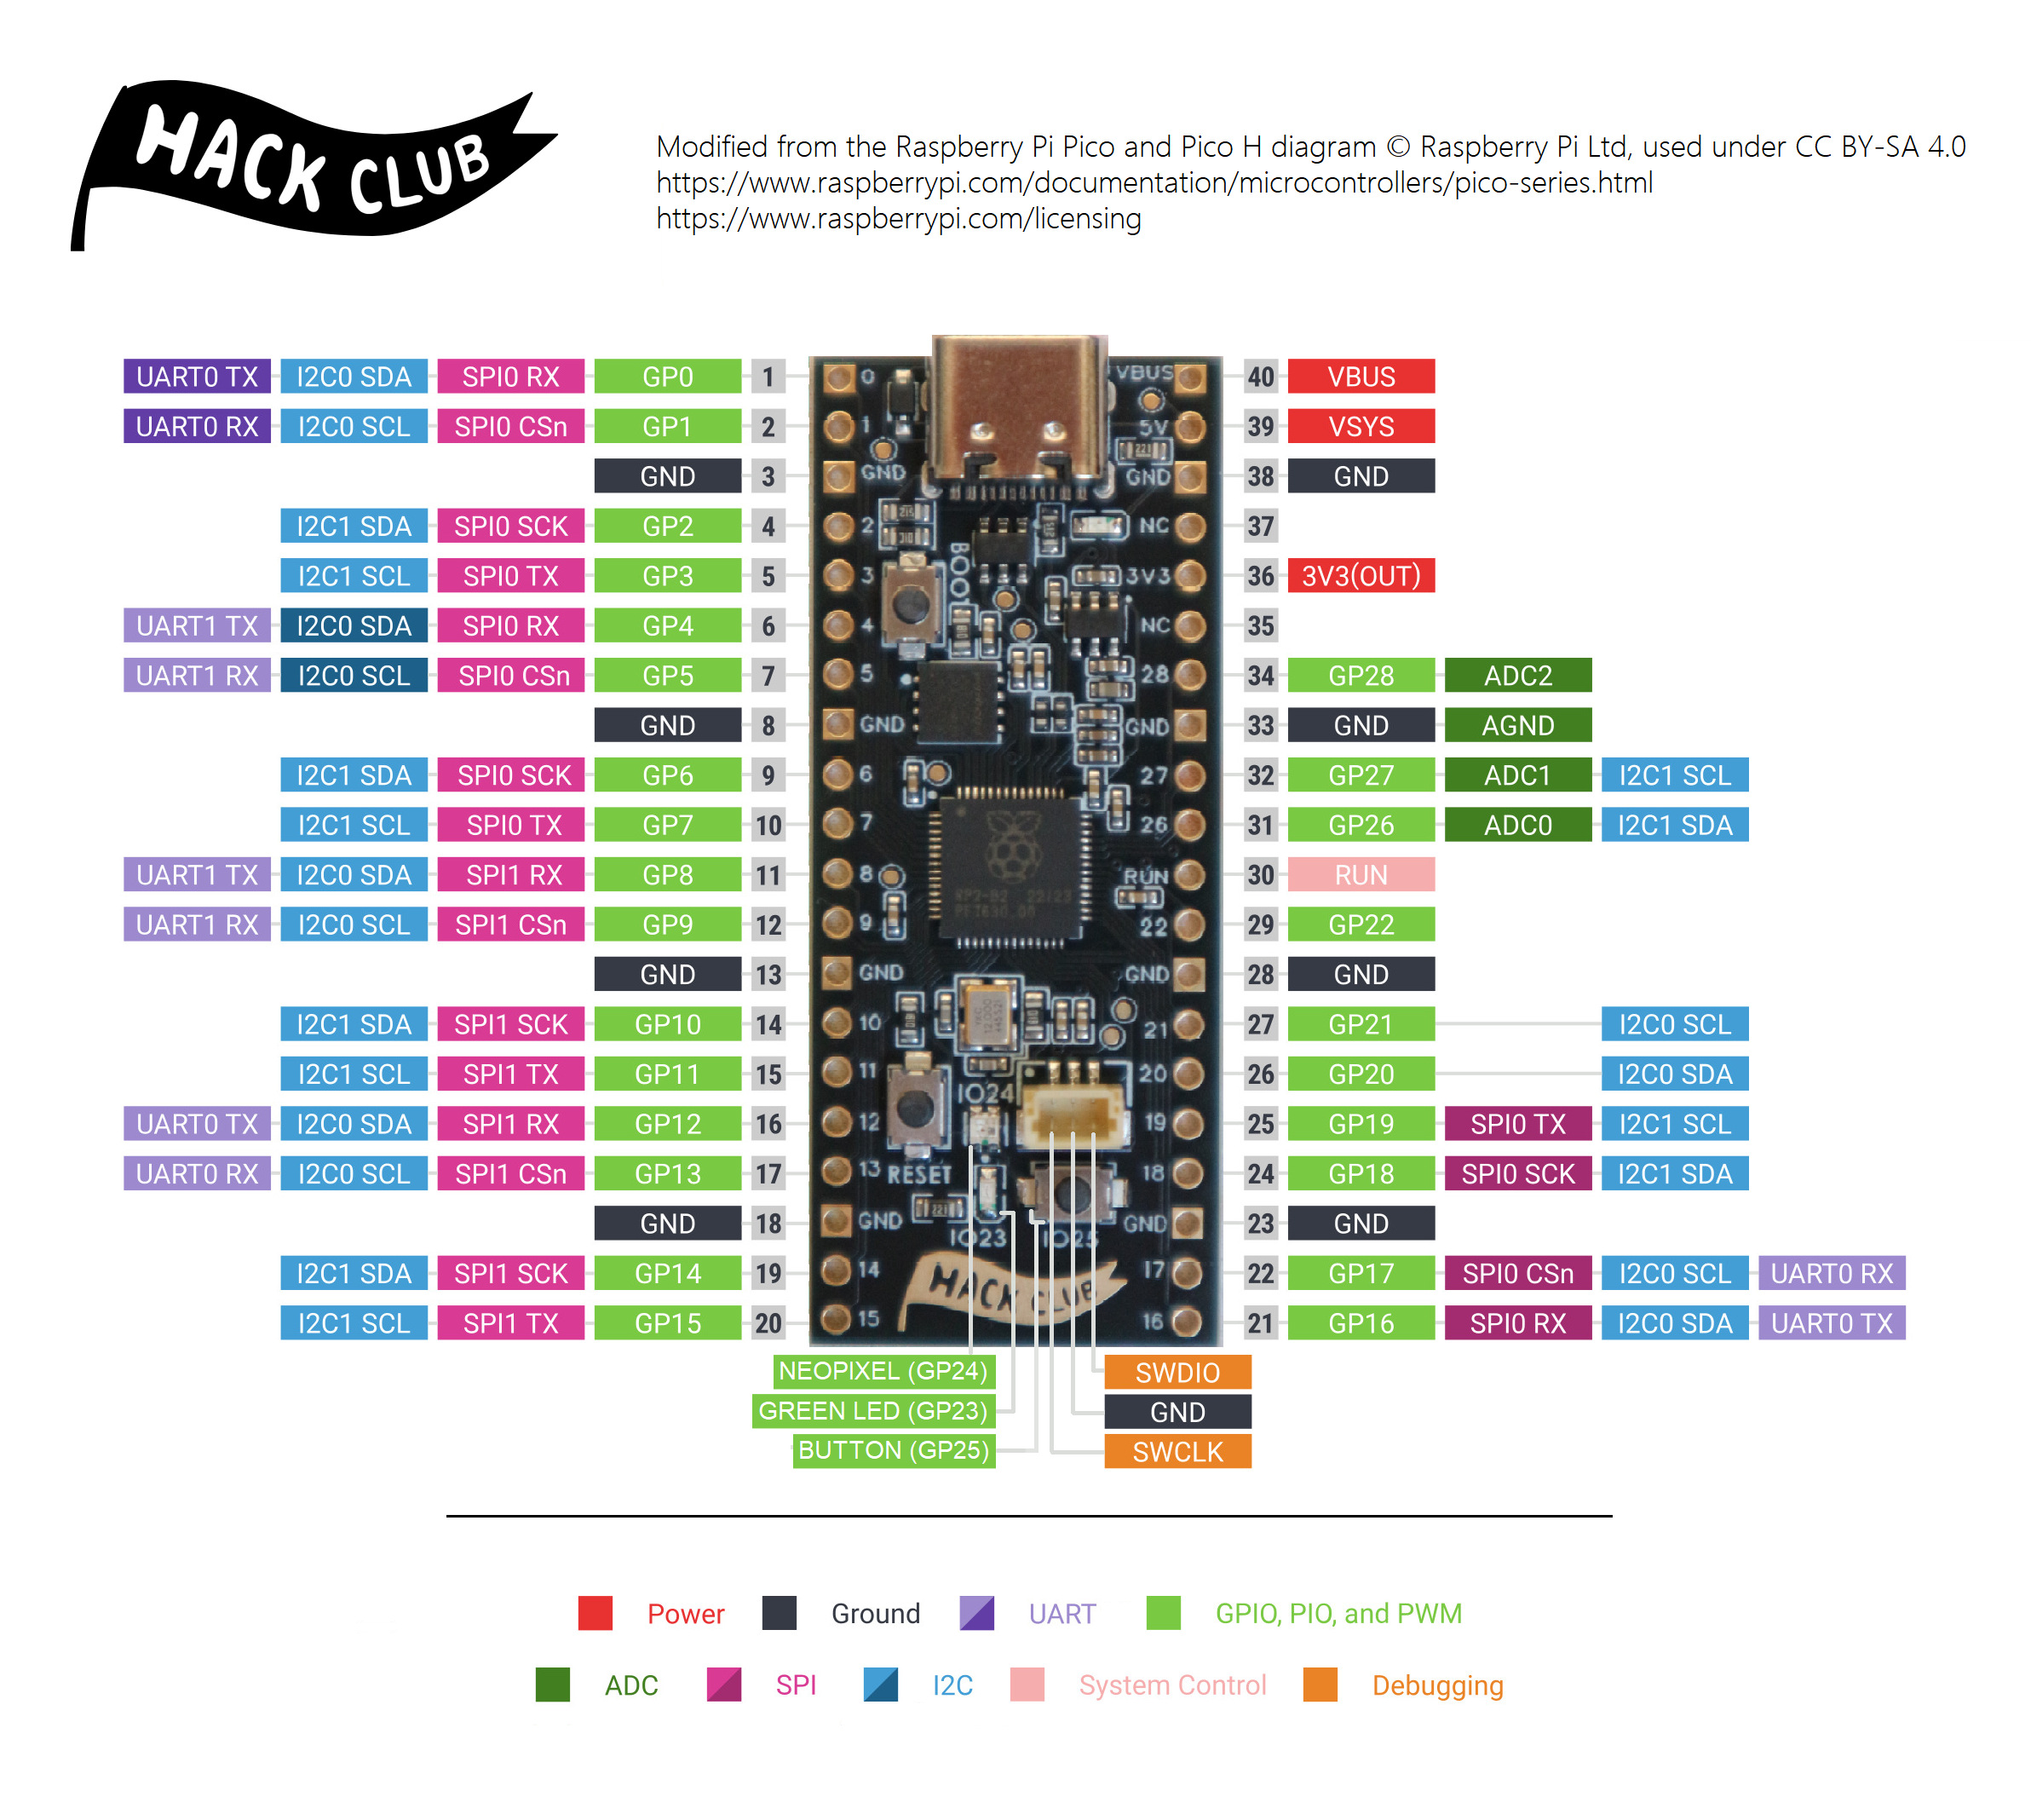 HACK CLUB
Modified from the Raspberry Pi Pico and Pico H diagram © Raspberry Pi Ltd, used under CC BY-SA 4.0
https://www.raspberrypi.com/documentation/microcontrollers/pico-series.html
https://www.raspberrypi.com/licensing
UART0 TX I2C0 SDA SPI0 RX GP0 1 0 VBUS 40 VBUS
UART0 RX I2C0 SCL SPI0 CSn GP1 2 1 5V 39 VSYS
GND 3 GND GND 38 GND
I2C1 SDA SPI0 SCK GP2 4 2 NC 37
I2C1 SCL SPI0 TX GP3 5 3 BOOT 3V3 36 3V3(OUT)
UART1 TX I2C0 SDA SPI0 RX GP4 6 4 NC 35
UART1 RX I2C0 SCL SPI0 CSn GP5 7 5 28 34 GP28 ADC2
GND 8 GND GND 33 GND AGND
I2C1 SDA SPI0 SCK GP6 9 6 27 32 GP27 ADC1 I2C1 SCL
I2C1 SCL SPI0 TX GP7 10 7 26 31 GP26 ADC0 I2C1 SDA
UART1 TX I2C0 SDA SPI1 RX GP8 11 8 RUN 30 RUN
UART1 RX I2C0 SCL SPI1 CSn GP9 12 9 22 29 GP22
GND 13 GND GND 28 GND
I2C1 SDA SPI1 SCK GP10 14 10 21 27 GP21 I2C0 SCL
I2C1 SCL SPI1 TX GP11 15 11 20 26 GP20 I2C0 SDA
IO24
UART0 TX I2C0 SDA SPI1 RX GP12 16 12 19 25 GP19 SPI0 TX I2C1 SCL
UART0 RX I2C0 SCL SPI1 CSn GP13 17 13 RESET 18 24 GP18 SPI0 SCK I2C1 SDA
GND 18 GND GND 23 GND
IO23 IO25
I2C1 SDA SPI1 SCK GP14 19 14 HACK CLUB 17 22 GP17 SPI0 CSn I2C0 SCL UART0 RX
I2C1 SCL SPI1 TX GP15 20 15 16 21 GP16 SPI0 RX I2C0 SDA UART0 TX
NEOPIXEL (GP24) SWDIO
GREEN LED (GP23) GND
BUTTON (GP25) SWCLK
Power Ground UART GPIO, PIO, and PWM
ADC SPI I2C System Control Debugging